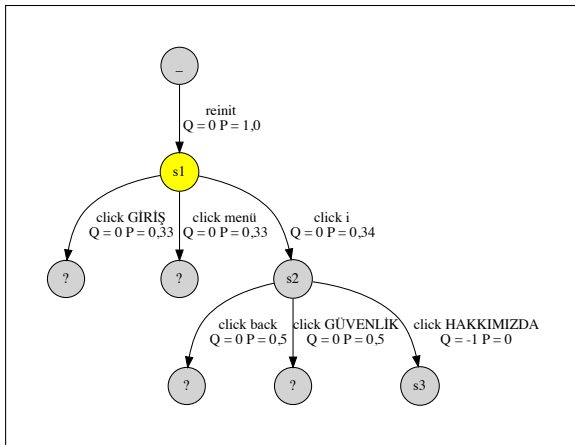 _
reinit
Q = 0 P = 1,0
s1
click GİRİŞ
Q = 0 P = 0,33
click menü
Q = 0 P = 0,33
click i
Q = 0 P = 0,34
?
?
s2
click back
Q = 0 P = 0,5
click GÜVENLİK
Q = 0 P = 0,5
click HAKKIMIZDA
Q = -1 P = 0
?
?
s3